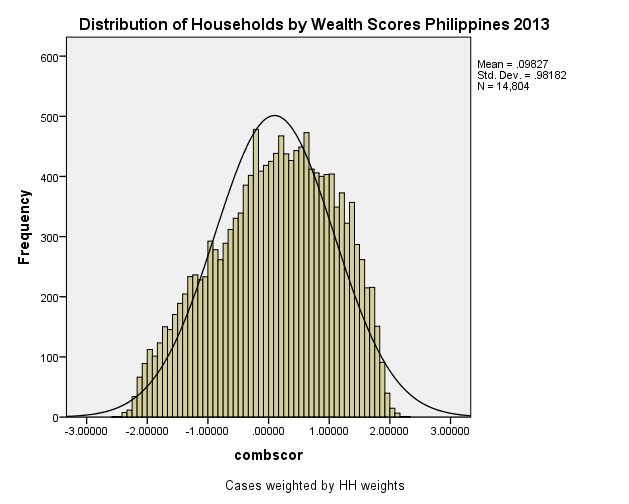 Distribution of Households by Wealth Scores Philippines 2013
Mean = .09827
Std. Dev. = .98182
N = 14,804
600
500
400
300
200
100
0
Frequency
-3.00000 -2.00000 -1.00000 .00000 1.00000 2.00000 3.00000
combscor
Cases weighted by HH weights